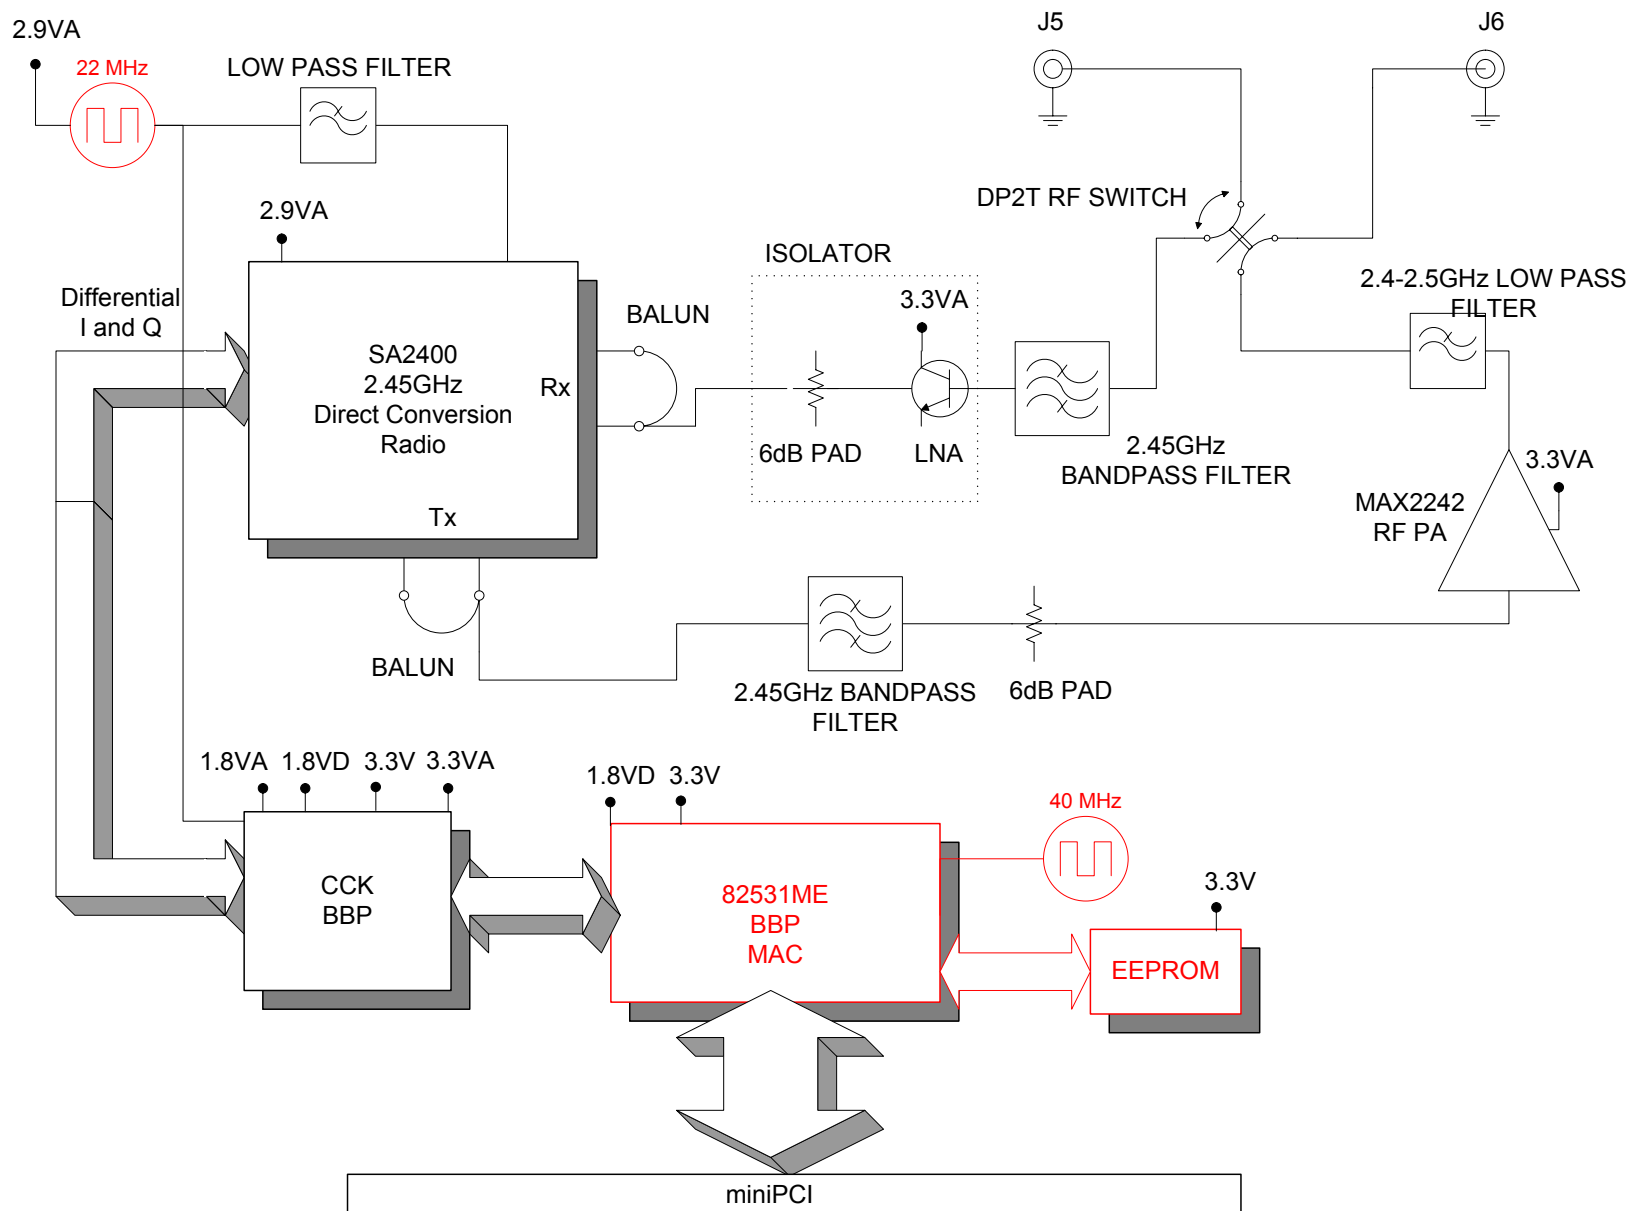 J5
J6
2.9VA
22 MHz
LOW PASS FILTER
DP2T RF SWITCH
2.9VA
ISOLATOR
2.4-2.5GHz LOW PASS
FILTER
Differential
I and Q
3.3VA
BALUN
SA2400
2.45GHz
Direct Conversion
Radio
Rx
6dB PAD
LNA
2.45GHz
BANDPASS FILTER
3.3VA
MAX2242
RF PA
Tx
BALUN
2.45GHz BANDPASS
FILTER
6dB PAD
1.8VA
1.8VD
3.3V
3.3VA
1.8VD
3.3V
40 MHz
CCK
BBP
82531ME
BBP
MAC
3.3V
EEPROM
miniPCI